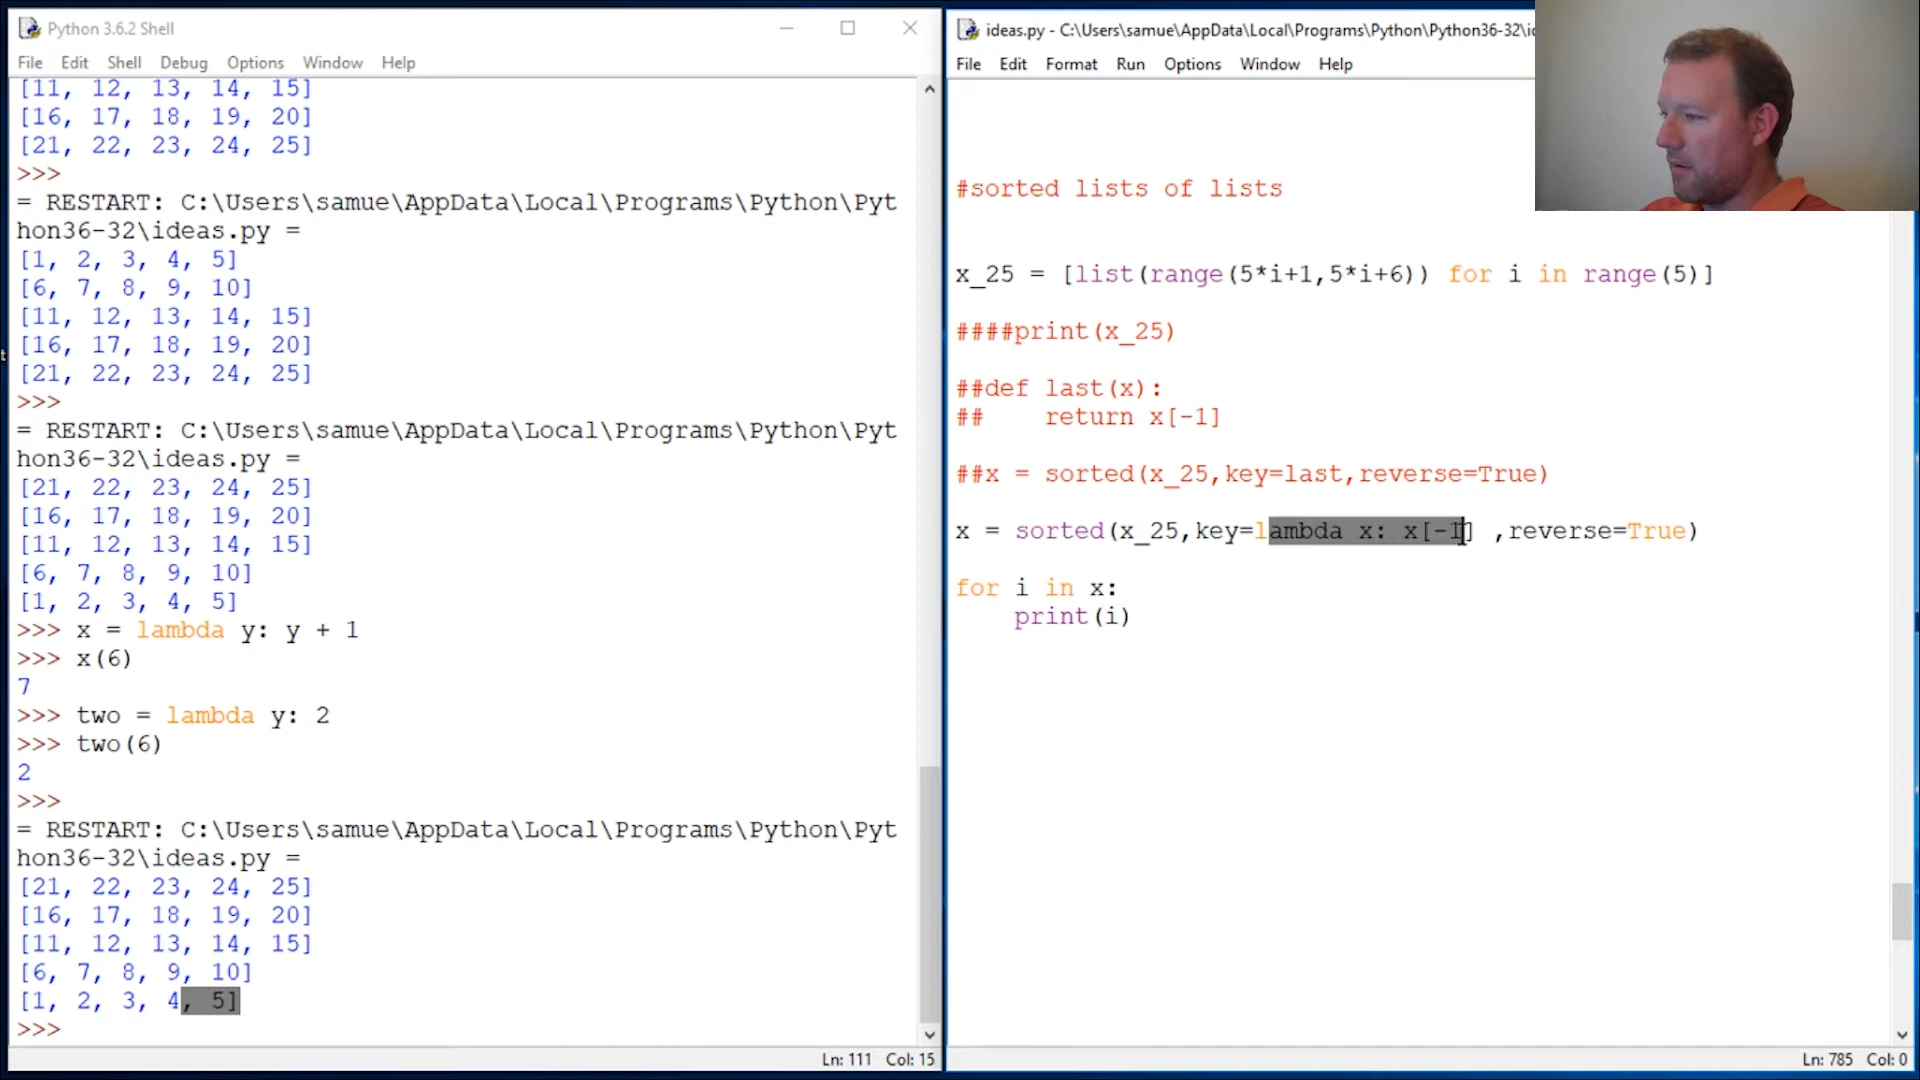 Python 3.6.2 Shell
File Edit Shell Debug Options Window Help
[11, 12, 13, 14, 15]
[16, 17, 18, 19, 20]
[21, 22, 23, 24, 25]
>>>
= RESTART: C:\Users\samue\AppData\Local\Programs\Python\Pyt
hon36-32\ideas.py =
[1, 2, 3, 4, 5]
[6, 7, 8, 9, 10]
[11, 12, 13, 14, 15]
[16, 17, 18, 19, 20]
[21, 22, 23, 24, 25]
>>>
= RESTART: C:\Users\samue\AppData\Local\Programs\Python\Pyt
hon36-32\ideas.py =
[21, 22, 23, 24, 25]
[16, 17, 18, 19, 20]
[11, 12, 13, 14, 15]
[6, 7, 8, 9, 10]
[1, 2, 3, 4, 5]
>>> x = lambda y: y + 1
>>> x(6)
7
>>> two = lambda y: 2
>>> two(6)
2
>>>
= RESTART: C:\Users\samue\AppData\Local\Programs\Python\Pyt
hon36-32\ideas.py =
[21, 22, 23, 24, 25]
[16, 17, 18, 19, 20]
[11, 12, 13, 14, 15]
[6, 7, 8, 9, 10]
[1, 2, 3, 4, 5]
>>>
Ln: 111 Col: 15
ideas.py - C:\Users\samue\AppData\Local\Programs\Python\Python36-32\i
File Edit Format Run Options Window Help
#sorted lists of lists
x_25 = [list(range(5*i+1,5*i+6)) for i in range(5)]
####print(x_25)
##def last(x):
##    return x[-1]
##x = sorted(x_25,key=last,reverse=True)
x = sorted(x_25,key=lambda x: x[-1] ,reverse=True)
for i in x:
    print(i)
Ln: 785 Col: 0